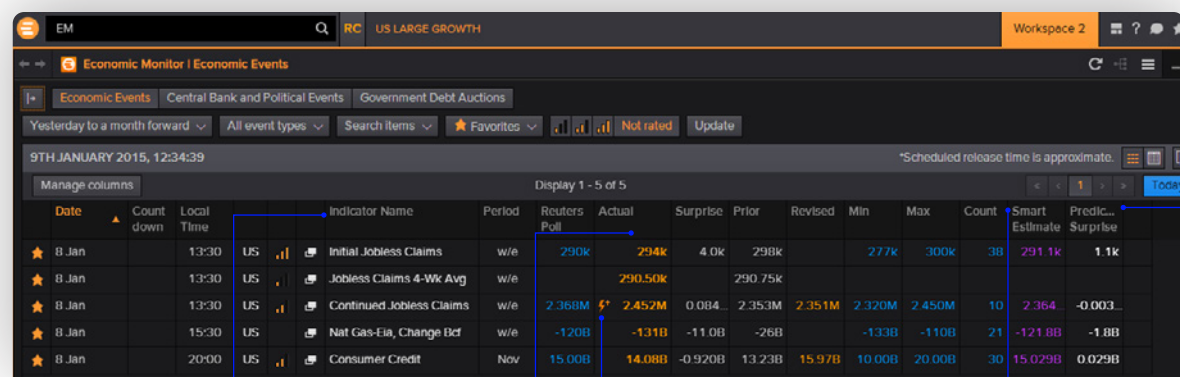 EM RC US LARGE GROWTH Workspace 2 ?
Economic Monitor | Economic Events
Economic Events Central Bank and Political Events Government Debt Auctions
Yesterday to a month forward All event types Search items Favorites Not rated Update
9TH JANUARY 2015, 12:34:39 *Scheduled release time is approximate.
Manage columns Display 1 - 5 of 5 « < 1 > » Today
Date Count down Local Time Indicator Name Period Reuters Poll Actual Surprise Prior Revised Min Max Count Smart Estimate Predic... Surprise
8 Jan 13:30 US Initial Jobless Claims w/e 290k 294k 4.0k 298k 277k 300k 38 291.1k 1.1k
8 Jan 13:30 US Jobless Claims 4-Wk Avg w/e 290.50k 290.75k
8 Jan 13:30 US Continued Jobless Claims w/e 2.368M 2.452M 0.084... 2.353M 2.351M 2.320M 2.450M 10 2.364... -0.003...
8 Jan 15:30 US Nat Gas-Eia, Change Bcf w/e -120B -131B -11.0B -26B -133B -110B 21 -121.8B -1.8B
8 Jan 20:00 US Consumer Credit Nov 15.00B 14.08B -0.920B 13.23B 15.97B 10.00B 20.00B 30 15.029B 0.029B